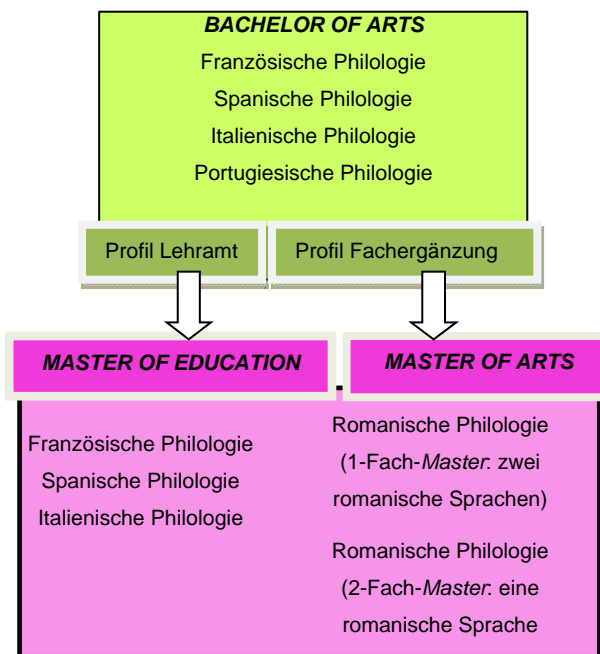 BACHELOR OF ARTS
Französische Philologie
Spanische Philologie
Italienische Philologie
Portugiesische Philologie
Profil Lehramt
Profil Fachergänzung
MASTER OF EDUCATION
MASTER OF ARTS
Französische Philologie
Spanische Philologie
Italienische Philologie
Romanische Philologie
(1-Fach-Master: zwei
romanische Sprachen)
Romanische Philologie
(2-Fach-Master: eine
romanische Sprache